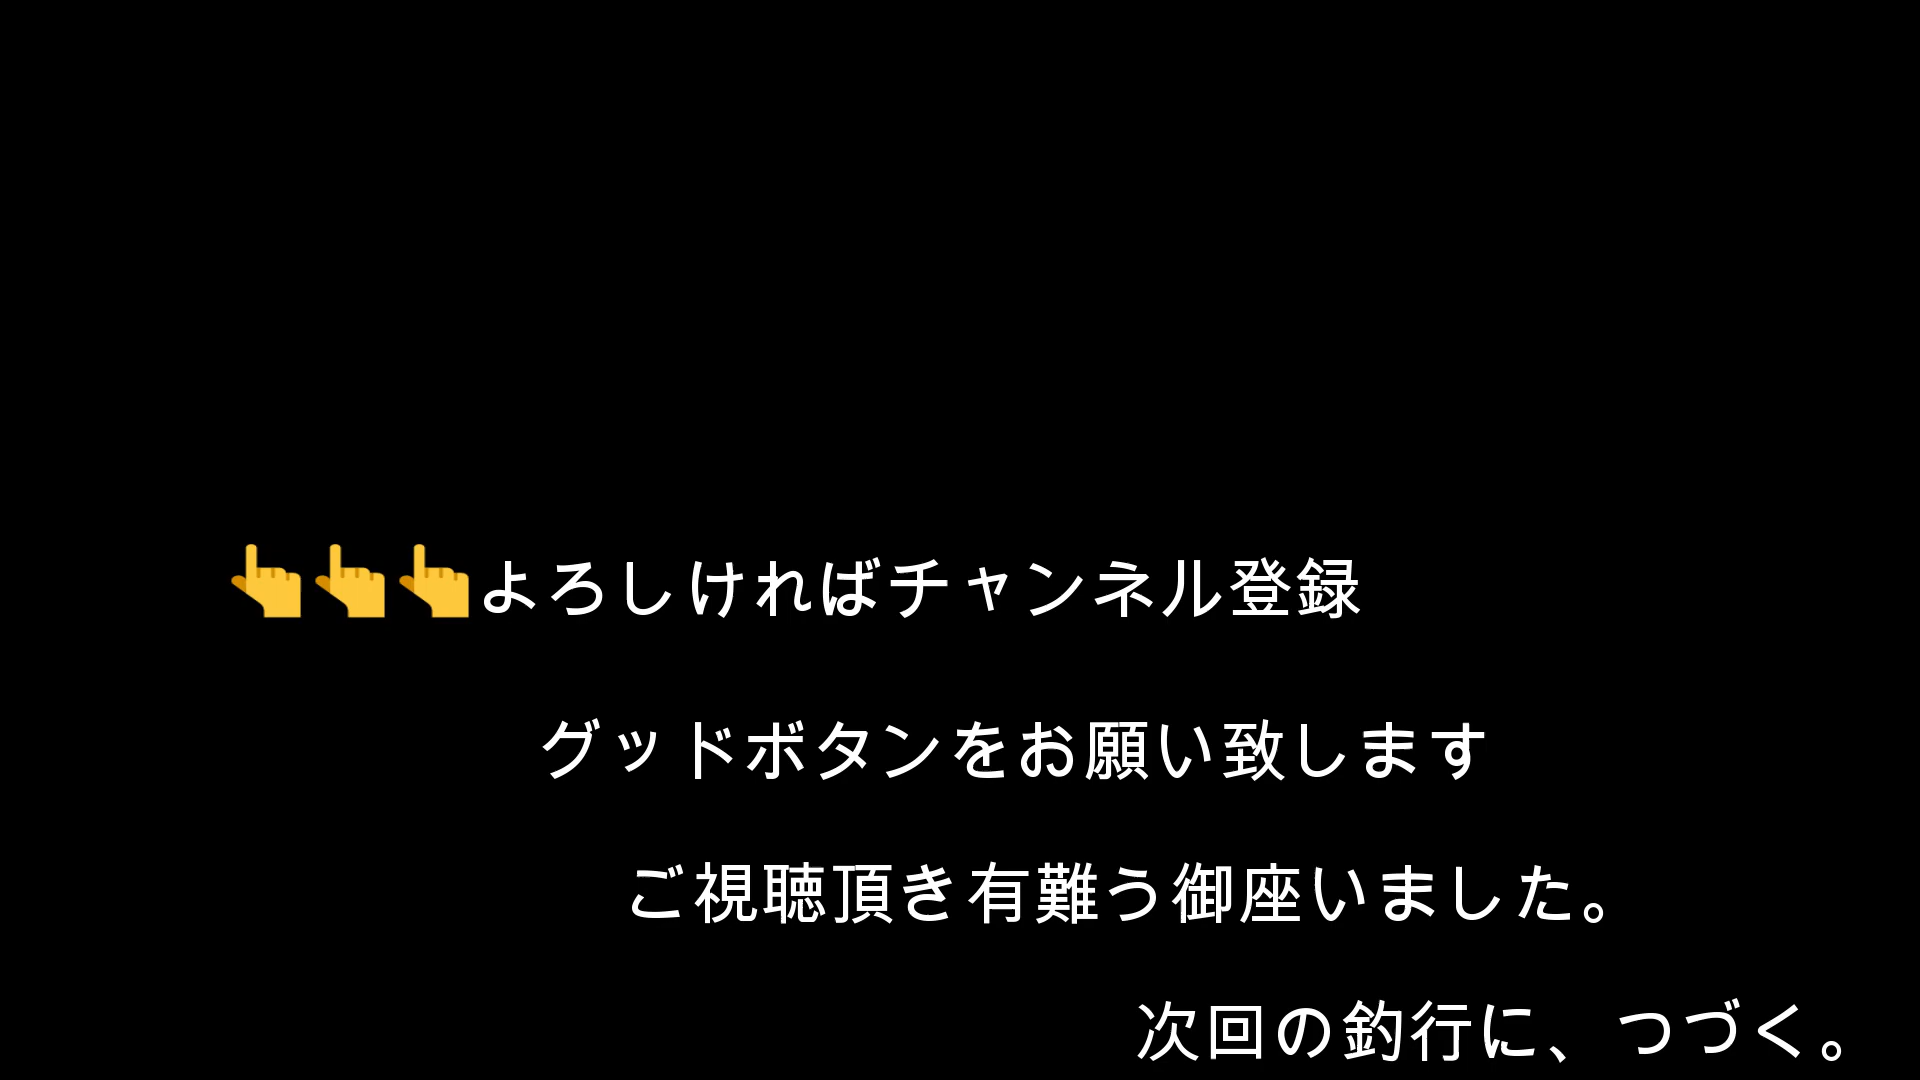 👆👆👆よろしければチャンネル登録
グッドボタンをお願い致します
ご視聴頂き有難う御座いました。
次回の釣行に、つづく。